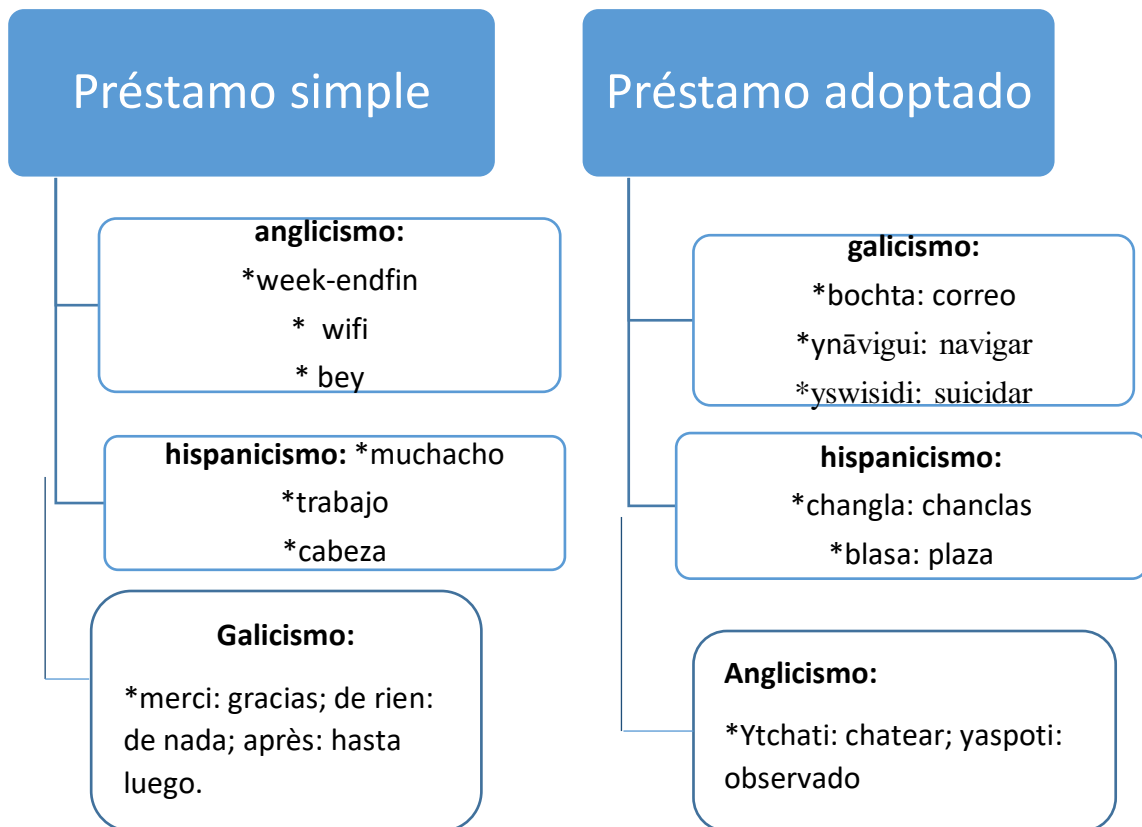 Préstamo simple
anglicismo:
*week-endfin
* wifi
* bey
hispanicismo: *muchacho
*trabajo
*cabeza
Galicismo:
*merci: gracias; de rien:
de nada; après: hasta
luego.
Préstamo adoptado
galicismo:
*bochta: correo
*ynāvigui: navigar
*yswisidi: suicidar
hispanicismo:
*changla: chanclas
*blasa: plaza
Anglicismo:
*Ytchati: chatear; yaspoti:
observado